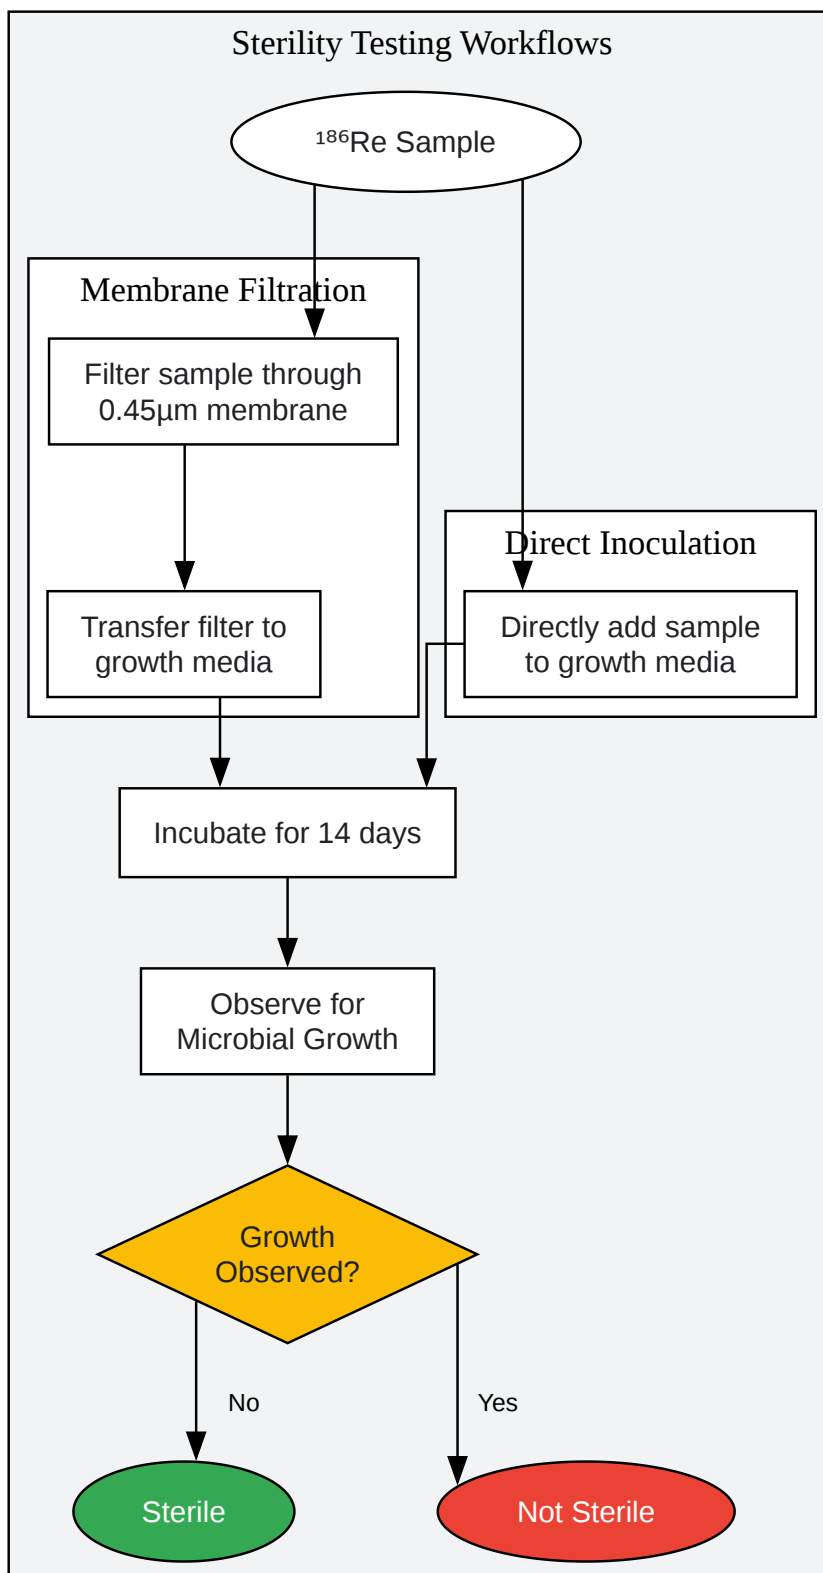 Sterility Testing Workflows
¹⁸⁶Re Sample
Membrane Filtration
Filter sample through
0.45µm membrane
Direct Inoculation
Transfer filter to
growth media
Directly add sample
to growth media
Incubate for 14 days
Observe for
Microbial Growth
Growth
Observed?
No
Yes
Sterile
Not Sterile